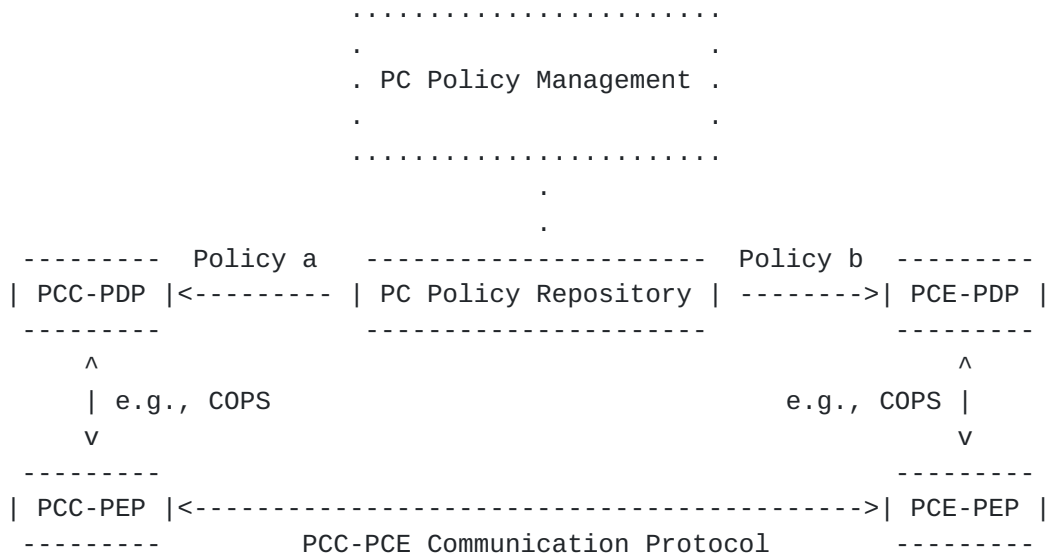 ........................
.                      .
. PC Policy Management .
.                      .
........................
.
.
--------- Policy a ---------------------- Policy b ---------
| PCC-PDP |<--------- | PC Policy Repository | -------->| PCE-PDP |
--------- ---------------------- ---------
^ ^
| e.g., COPS e.g., COPS |
v v
--------- ---------
| PCC-PEP |<------------------------------------------->| PCE-PEP |
--------- PCC-PCE Communication Protocol ---------